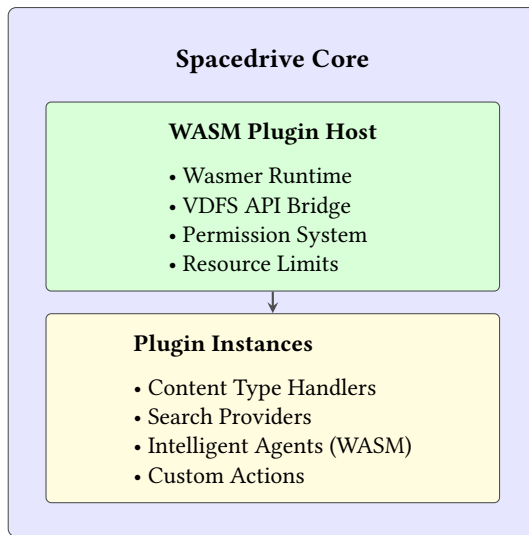 Spacedrive Core
WASM Plugin Host
• Wasmer Runtime
• VDFS API Bridge
• Permission System
• Resource Limits
Plugin Instances
• Content Type Handlers
• Search Providers
• Intelligent Agents (WASM)
• Custom Actions